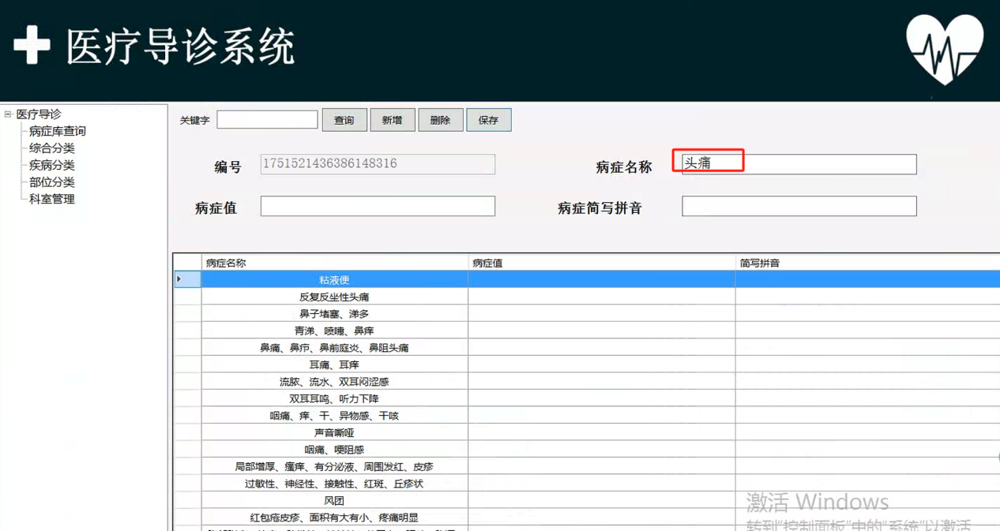 医疗导诊系统
医疗导诊
病症库查询
综合分类
疾病分类
部位分类
科室管理
关键字 查询 新增 删除 保存
编号 1751521436386148316 病症名称 头痛
病症值 病症简写拼音
病症名称 病症值 简写拼音
粘液便
反复反坐性头痛
鼻子堵塞、涕多
青涕、喷嚏、鼻痒
鼻痛、鼻疖、鼻前庭炎、鼻阻头痛
耳痛、耳痒
流脓、流水、双耳闷涩感
双耳耳鸣、听力下降
咽痛、痒、干、异物感、干咳
声音嘶哑
咽痛、哽阻感
局部增厚、瘙痒、有分泌液、周围发红、皮疹
过敏性、神经性、接触性、红斑、丘疹状
风团
红包疮皮疹、面积有大有小、疼痛明显
激活 Windows
转到"控制面板"中的"系统"以激活